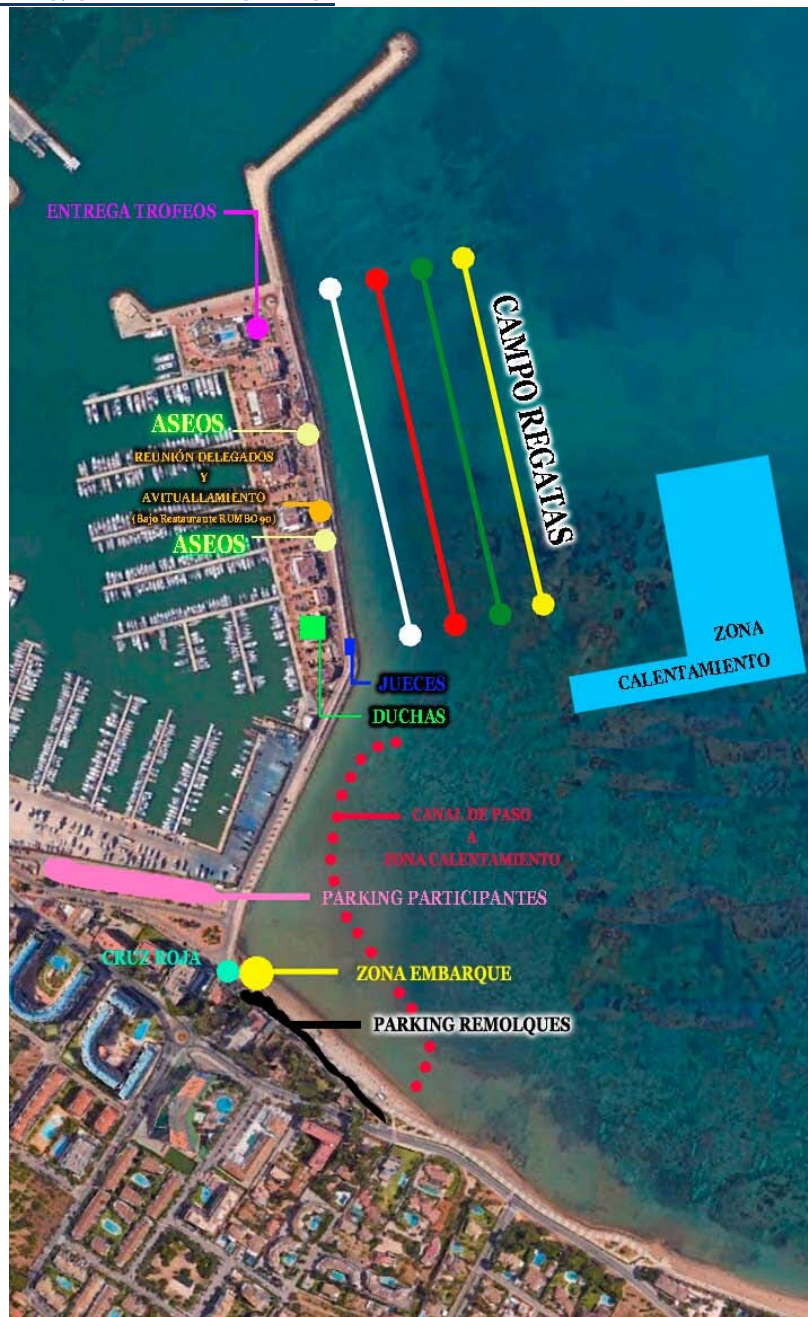 ENTREGA TROFEOS
CAMPO REGATAS
ASEOS
REUNIÓN DELEGADOS
Y
AVITUALLAMIENTO
(Bajo Restaurante RUMBO 90)
ASEOS
ZONA
CALENTAMIENTO
JUECES
DUCHAS
CANAL DE PASO
A
ZONA CALENTAMIENTO
PARKING PARTICIPANTES
CRUZ ROJA
ZONA EMBARQUE
PARKING REMOLQUES